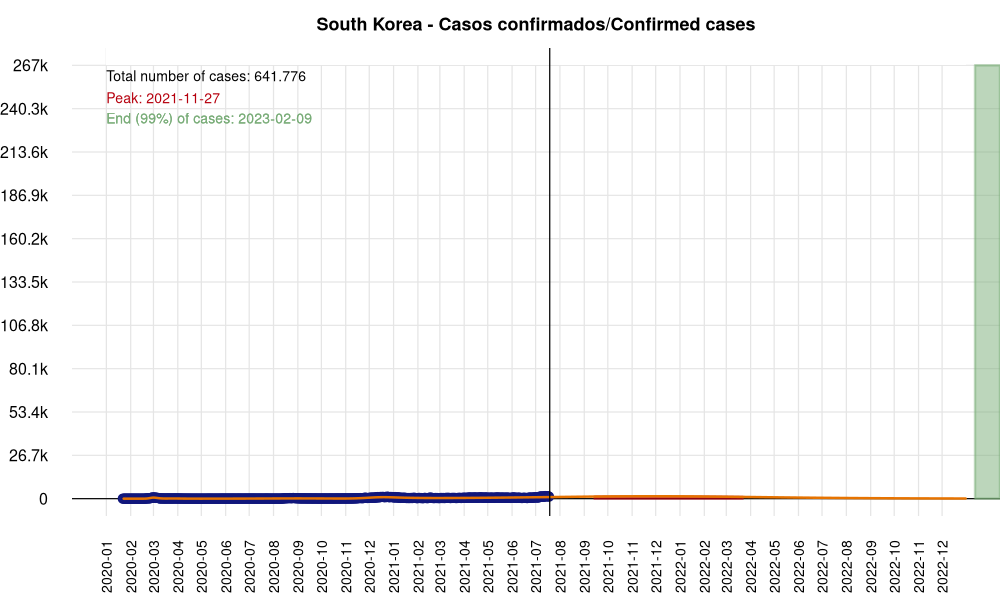 South Korea - Casos confirmados/Confirmed cases
267k
Total number of cases: 641.776
Peak: 2021-11-27
240.3k
End (99%) of cases: 2023-02-09
213.6k
186.9k
160.2k
133.5k
106.8k
80.1k
53.4k
26.7k
0
2020-01
2020-02
2020-03
2020-04
2020-05
2020-06
2020-07
2020-08
2020-09
2020-10
2020-11
2020-12
2021-01
2021-02
2021-03
2021-04
2021-05
2021-06
2021-07
2021-08
2021-09
2021-10
2021-11
2021-12
2022-01
2022-02
2022-03
2022-04
2022-05
2022-06
2022-07
2022-08
2022-09
2022-10
2022-11
2022-12